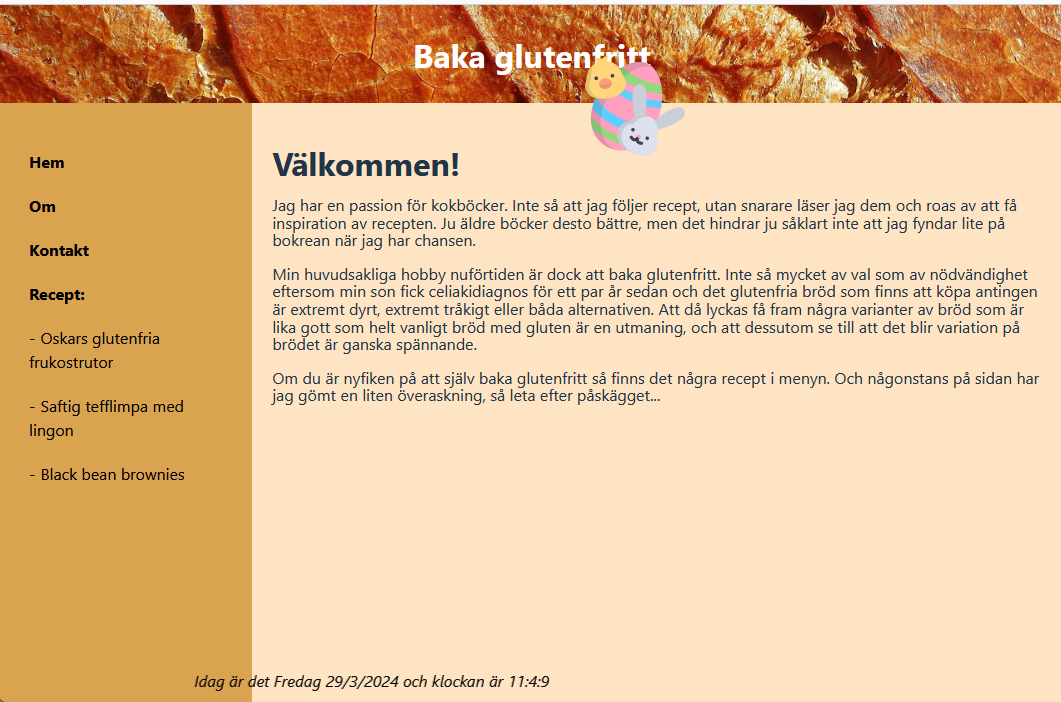 Baka glutenfritt
Hem
Om
Kontakt
Recept:
- Oskars glutenfria
frukostrutor
- Saftig tefflimpa med
lingon
- Black bean brownies
Välkommen!
Jag har en passion för kokböcker. Inte så att jag följer recept, utan snarare läser jag dem och roas av att få
inspiration av recepten. Ju äldre böcker desto bättre, men det hindrar ju såklart inte att jag fyndar lite på
bokrean när jag har chansen.
Min huvudsakliga hobby nuförtiden är dock att baka glutenfritt. Inte så mycket av val som av nödvändighet
eftersom min son fick celiakidiagnos för ett par år sedan och det glutenfria bröd som finns att köpa antingen
är extremt dyrt, extremt tråkigt eller båda alternativen. Att då lyckas få fram några varianter av bröd som är
lika gott som helt vanligt bröd med gluten är en utmaning, och att dessutom se till att det blir variation på
brödet är ganska spännande.
Om du är nyfiken på att själv baka glutenfritt så finns det några recept i menyn. Och någonstans på sidan har
jag gömt en liten överaskning, så leta efter påskägget...
Idag är det Fredag 29/3/2024 och klockan är 11:4:9